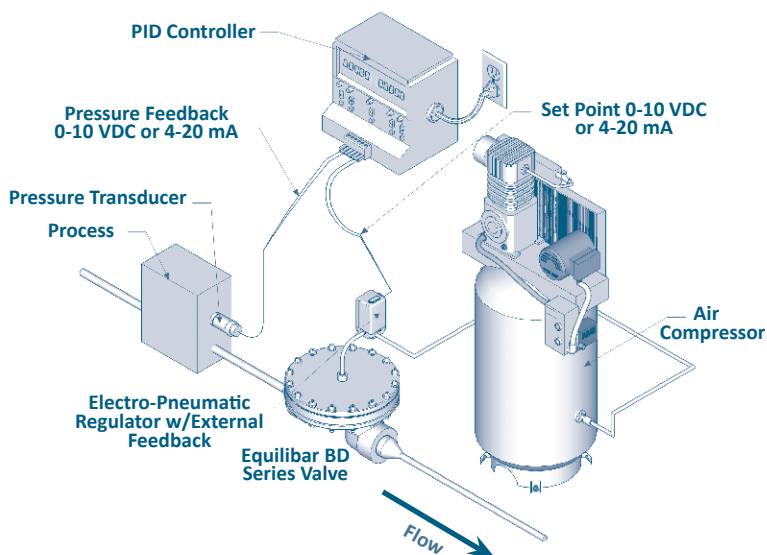 PID Controller
Pressure Feedback
0-10 VDC or 4-20 mA
Set Point 0-10 VDC
or 4-20 mA
Pressure Transducer
Process
Air
Compressor
Electro-Pneumatic
Regulator w/External
Feedback
Equilibar BD
Series Valve
Flow